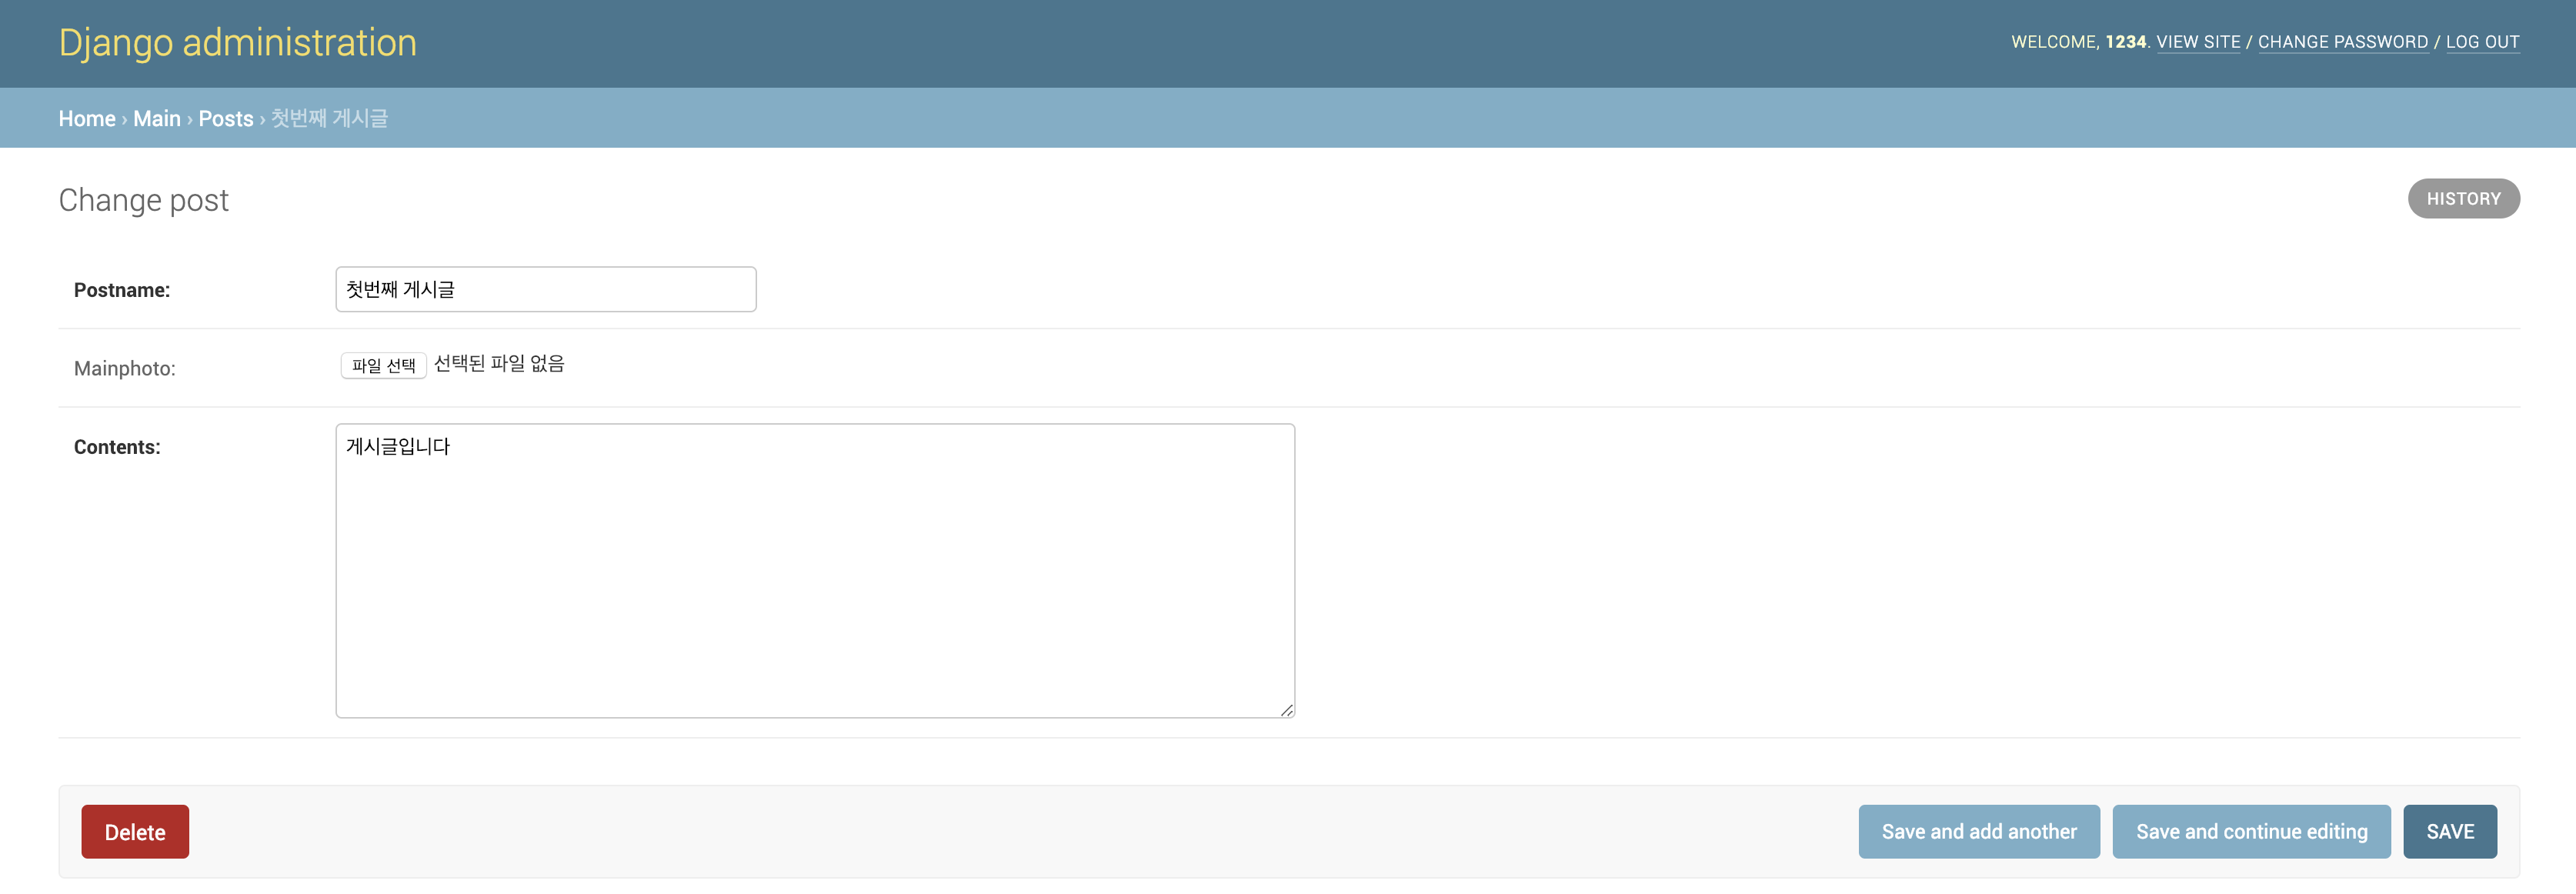 Django administration
WELCOME, 1234. VIEW SITE / CHANGE PASSWORD / LOG OUT
Home › Main › Posts › 첫번째 게시글
Change post
HISTORY
Postname:
첫번째 게시글
Mainphoto:
파일 선택 선택된 파일 없음
Contents:
게시글입니다
Delete
Save and add another
Save and continue editing
SAVE